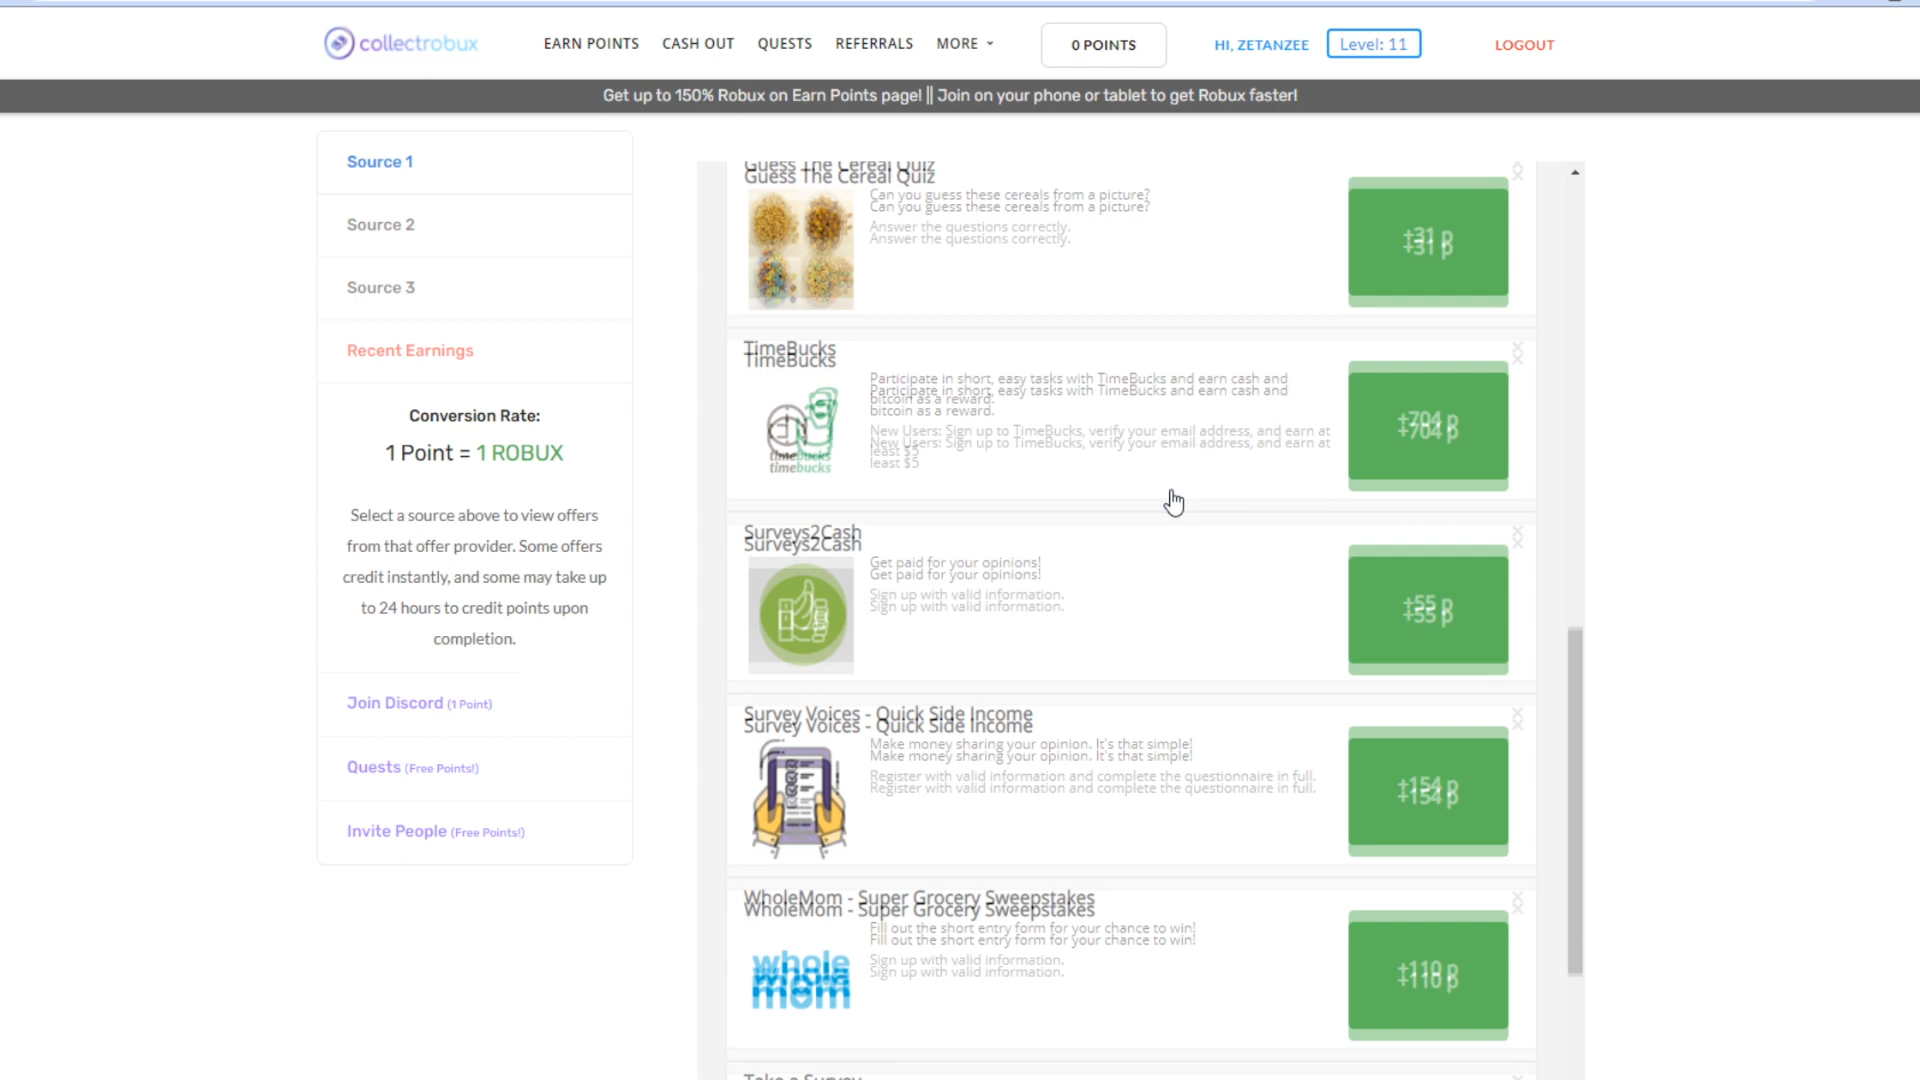 collectrobux
EARN POINTS CASH OUT QUESTS REFERRALS MORE
0 POINTS
HI, ZETANZEE
Level: 11
LOGOUT
Get up to 150% Robux on Earn Points page! || Join on your phone or tablet to get Robux faster!
Source 1
Source 2
Source 3
Recent Earnings
Conversion Rate:
1 Point = 1 ROBUX
Select a source above to view offers
from that offer provider. Some offers
credit instantly, and some may take up
to 24 hours to credit points upon
completion.
Join Discord (1 Point)
Quests (Free Points!)
Invite People (Free Points!)
Guess The Cereal Quiz
Can you guess these cereals from a picture?
Answer the questions correctly.
+31 p
TimeBucks
Participate in short, easy tasks with TimeBucks and earn cash and
bitcoin as a reward.
New Users: Sign up to TimeBucks, verify your email address, and earn at
least $5
timebucks
+704 p
Surveys2Cash
Get paid for your opinions!
Sign up with valid information.
+55 p
Survey Voices - Quick Side Income
Make money sharing your opinion. It's that simple!
Register with valid information and complete the questionnaire in full.
+154 p
WholeMom - Super Grocery Sweepstakes
Fill out the short entry form for your chance to win!
Sign up with valid information.
whole
mom
+110 p
Take a Survey